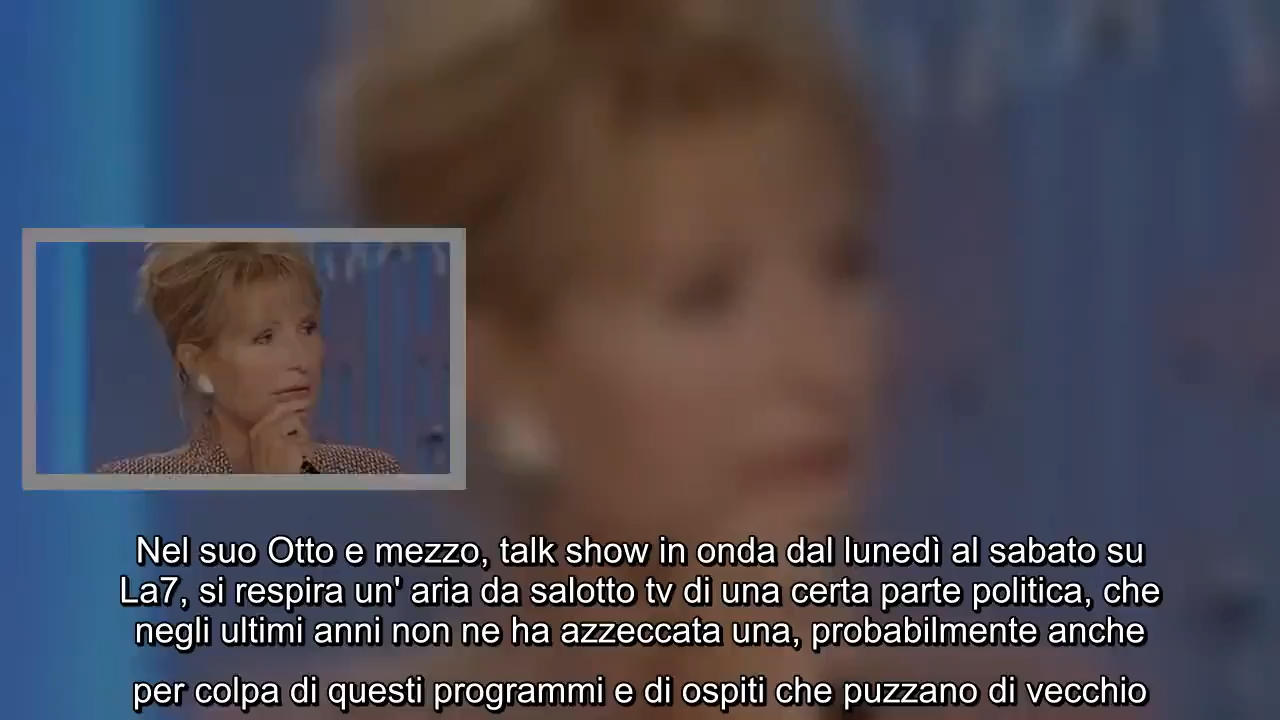 Nel suo Otto e mezzo, talk show in onda dal lunedì al sabato su
La7, si respira un' aria da salotto tv di una certa parte politica, che
negli ultimi anni non ne ha azzeccata una, probabilmente anche
per colpa di questi programmi e di ospiti che puzzano di vecchio